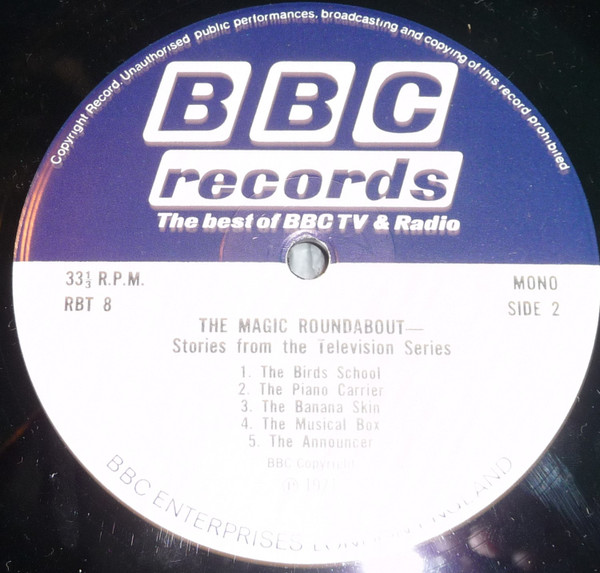 Copyright Record. Unauthorised public performances, broadcasting and copying of this record prohibited
BBC
records
The best of BBC TV & Radio
33⅓ R.P.M.
MONO
RBT 8
SIDE 2
THE MAGIC ROUNDABOUT—
Stories from the Television Series
1. The Birds School
2. The Piano Carrier
3. The Banana Skin
4. The Musical Box
5. The Announcer
BBC Copyright
BBC ENTERPRISES LONDON ENGLAND